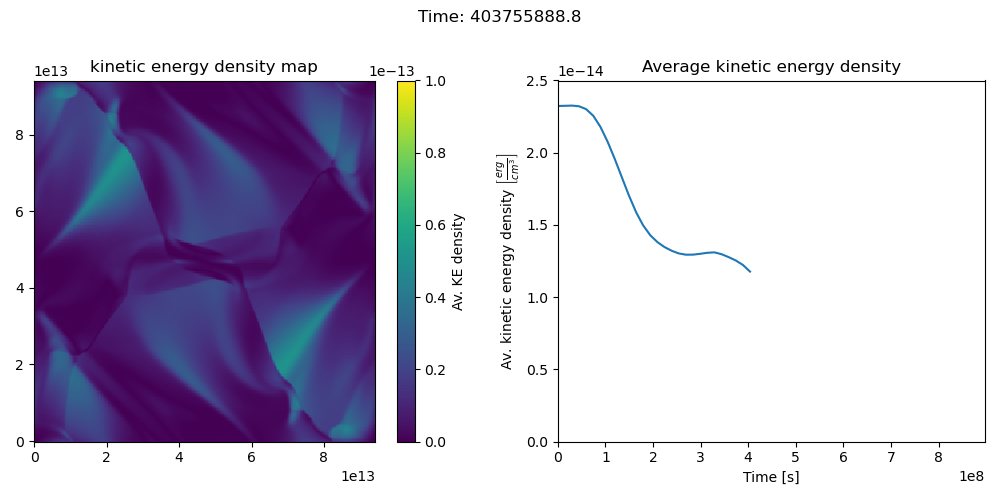 Time: 403755888.8
kinetic energy density map
1e13
1e−13
8
6
4
2
0
0 2 4 6 8
1e13
1.0
0.8
0.6
0.4
0.2
0.0
Av. KE density
Average kinetic energy density
1e−14
2.5
2.0
1.5
1.0
0.5
0.0
Av. kinetic energy density [erg/cm³]
0 1 2 3 4 5 6 7 8
Time [s]
1e8